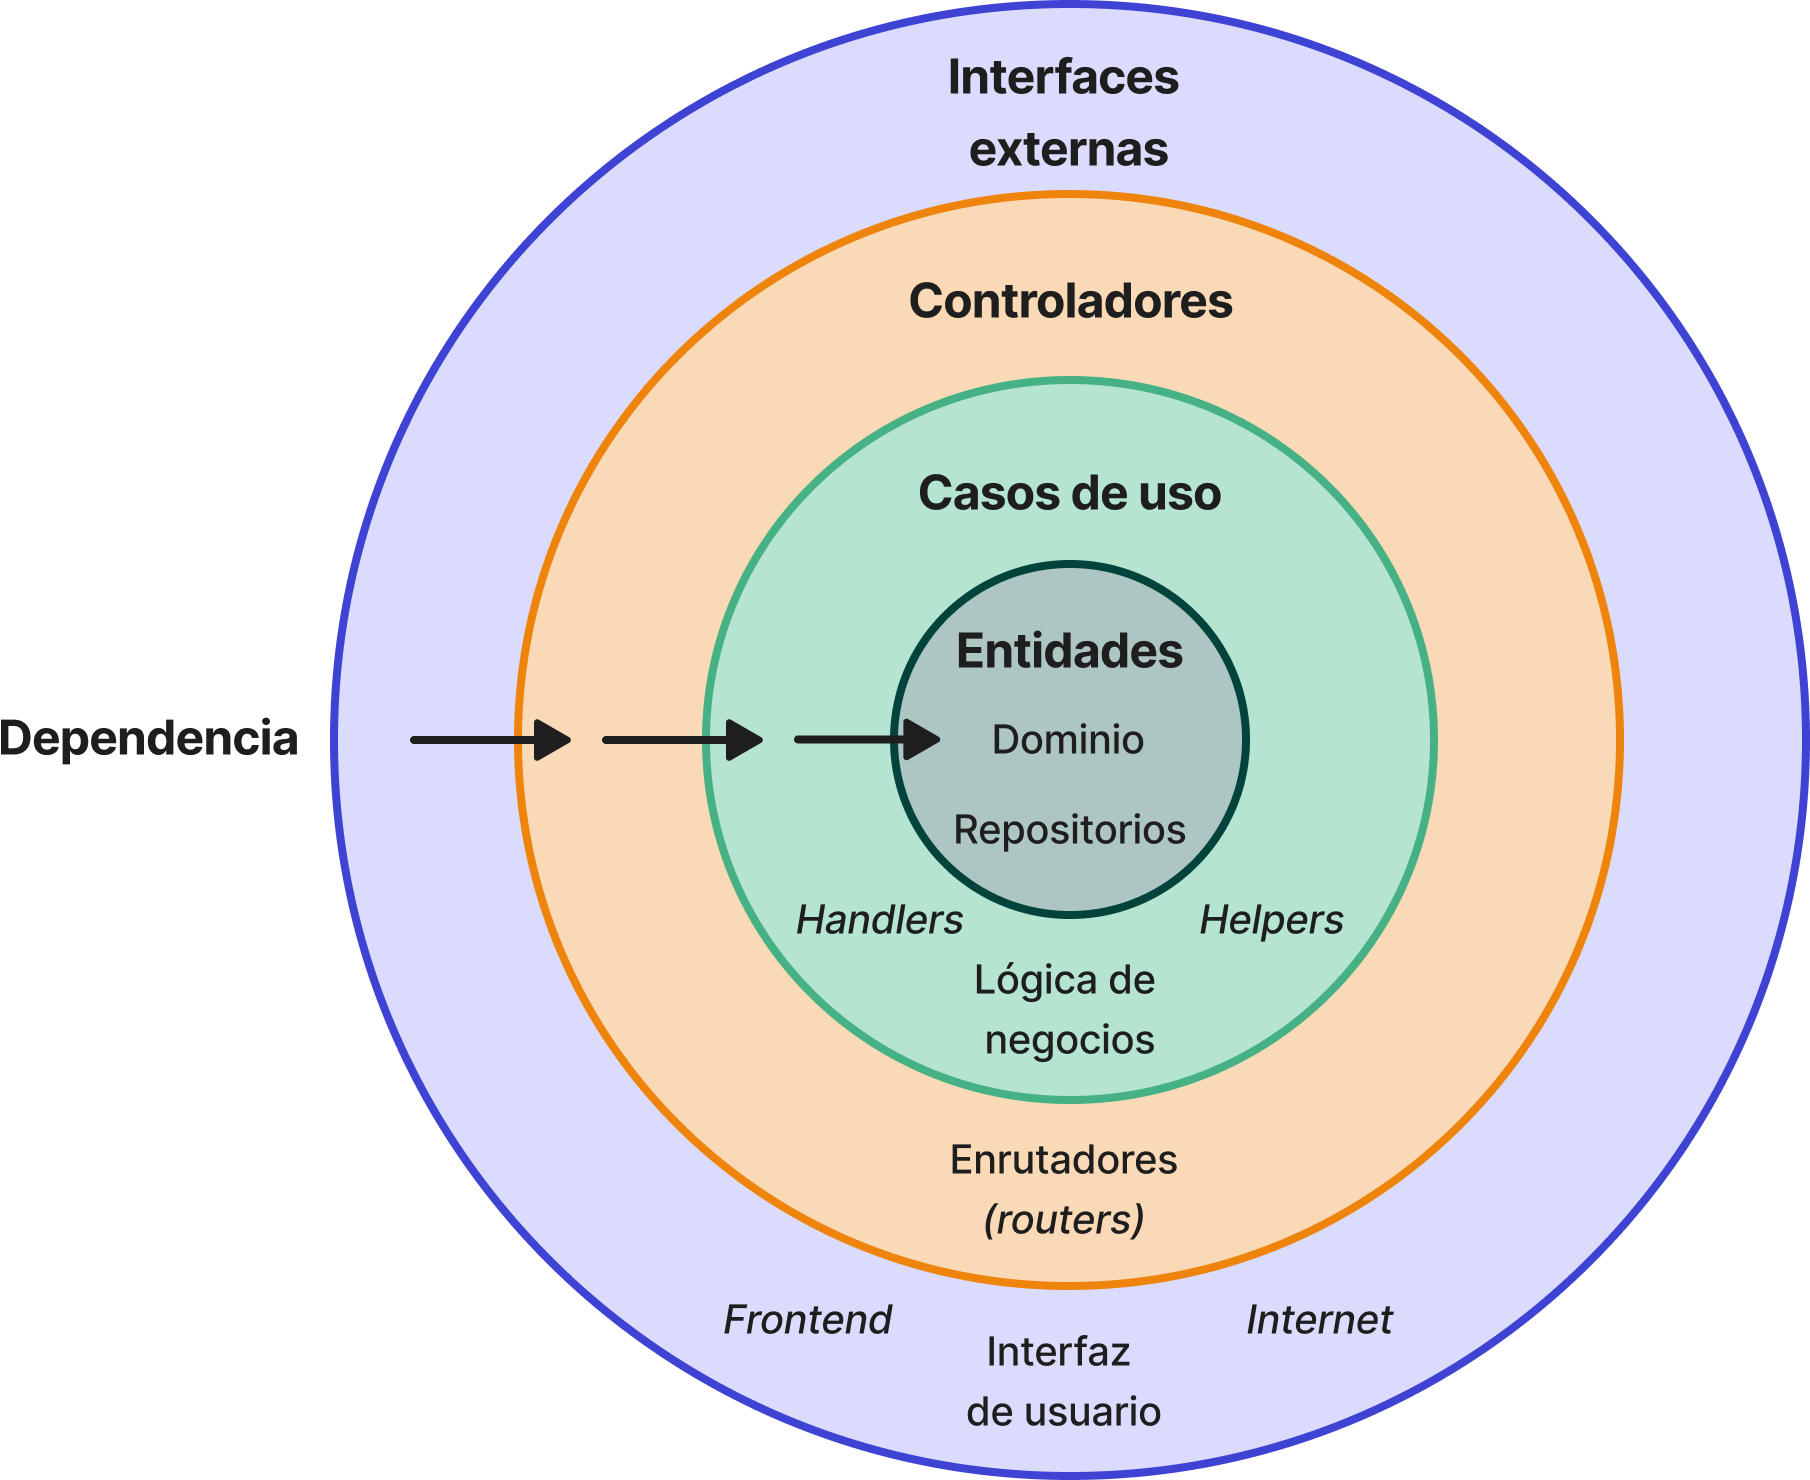 Interfaces
externas
Controladores
Casos de uso
Entidades
Dependencia
Dominio
Repositorios
Handlers
Helpers
Lógica de
negocios
Enrutadores
(routers)
Frontend
Internet
Interfaz
de usuario